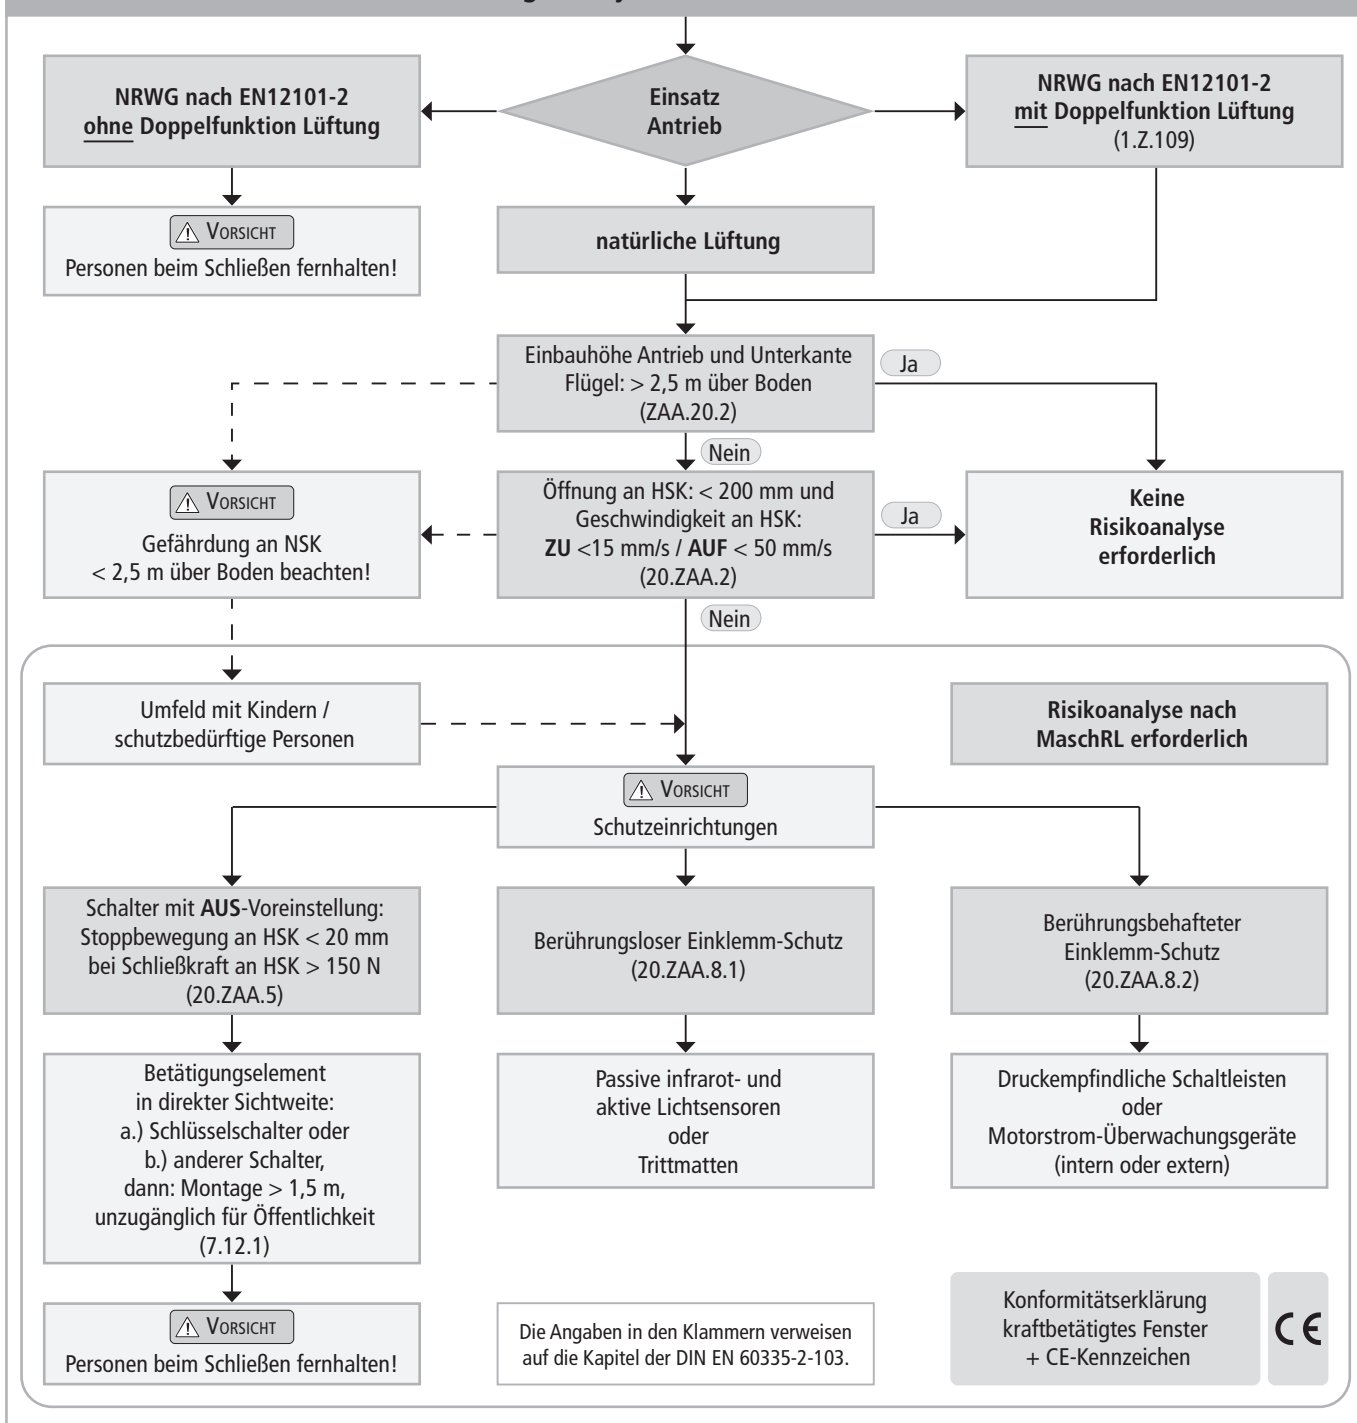 NRWG nach EN12101-2
ohne Doppelfunktion Lüftung
Einsatz
Antrieb
NRWG nach EN12101-2
mit Doppelfunktion Lüftung
(1.Z.109)
VORSICHT
Personen beim Schließen fernhalten!
natürliche Lüftung
Einbauhöhe Antrieb und Unterkante
Flügel: > 2,5 m über Boden
(ZAA.20.2)
Ja
Nein
VORSICHT
Gefährdung an NSK
< 2,5 m über Boden beachten!
Öffnung an HSK: < 200 mm und
Geschwindigkeit an HSK:
ZU <15 mm/s / AUF < 50 mm/s
(20.ZAA.2)
Ja
Keine
Risikoanalyse
erforderlich
Nein
Umfeld mit Kindern /
schutzbedürftige Personen
Risikoanalyse nach
MaschRL erforderlich
VORSICHT
Schutzeinrichtungen
Schalter mit AUS-Voreinstellung:
Stoppbewegung an HSK < 20 mm
bei Schließkraft an HSK > 150 N
(20.ZAA.5)
Berührungsloser Einklemm-Schutz
(20.ZAA.8.1)
Berührungsbehafteter
Einklemm-Schutz
(20.ZAA.8.2)
Betätigungselement
in direkter Sichtweite:
a.) Schlüsselschalter oder
b.) anderer Schalter,
dann: Montage > 1,5 m,
unzugänglich für Öffentlichkeit
(7.12.1)
Passive infrarot- und
aktive Lichtsensoren
oder
Trittmatten
Druckempfindliche Schaltleisten
oder
Motorstrom-Überwachungsgeräte
(intern oder extern)
VORSICHT
Personen beim Schließen fernhalten!
Die Angaben in den Klammern verweisen
auf die Kapitel der DIN EN 60335-2-103.
Konformitätserklärung
kraftbetätigtes Fenster
+ CE-Kennzeichen
CE